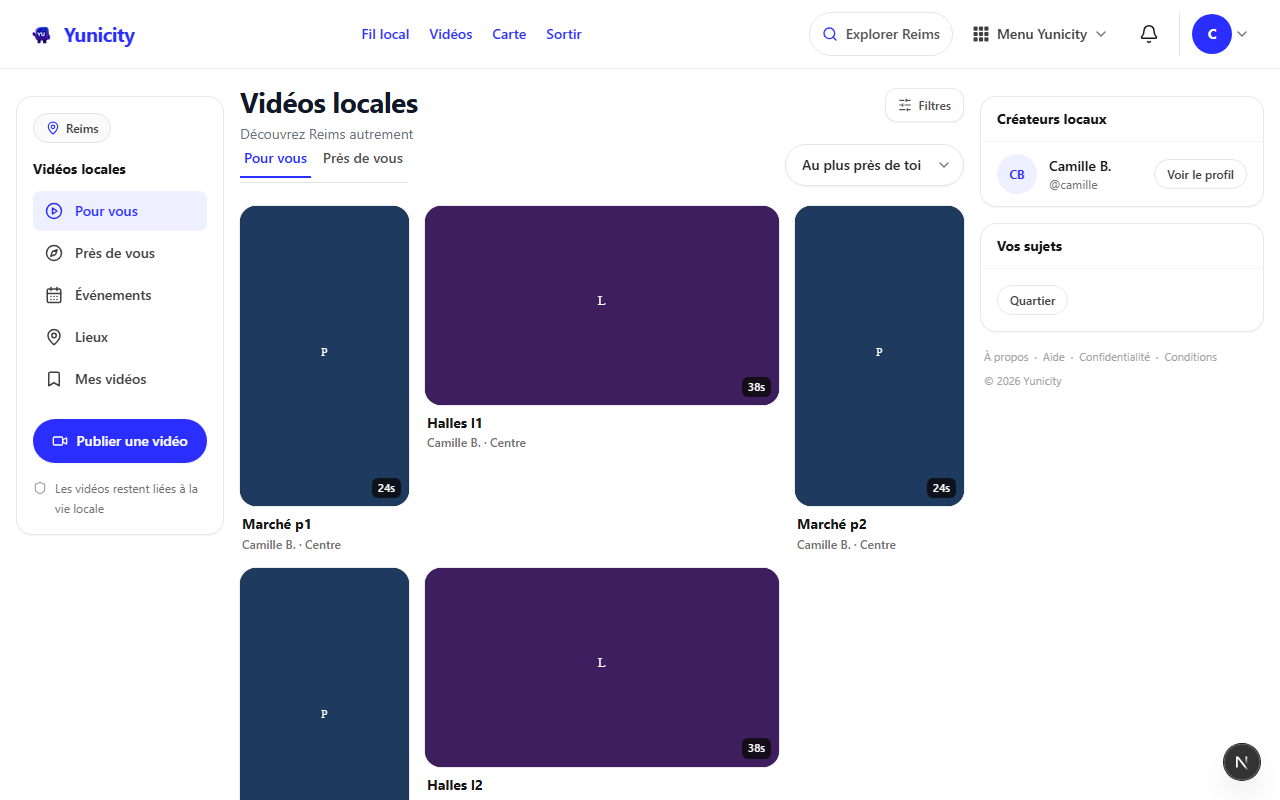 YU
Yunicity
Fil local
Vidéos
Carte
Sortir
Explorer Reims
Menu Yunicity
C
Reims
Vidéos locales
Pour vous
Près de vous
Événements
Lieux
Mes vidéos
Publier une vidéo
Les vidéos restent liées à la
vie locale
Vidéos locales
Découvrez Reims autrement
Filtres
Pour vous
Près de vous
Au plus près de toi
P
24s
Marché p1
Camille B. · Centre
L
38s
Halles l1
Camille B. · Centre
P
24s
Marché p2
Camille B. · Centre
P
L
38s
Halles l2
Créateurs locaux
CB
Camille B.
@camille
Voir le profil
Vos sujets
Quartier
À propos · Aide · Confidentialité · Conditions
© 2026 Yunicity
N